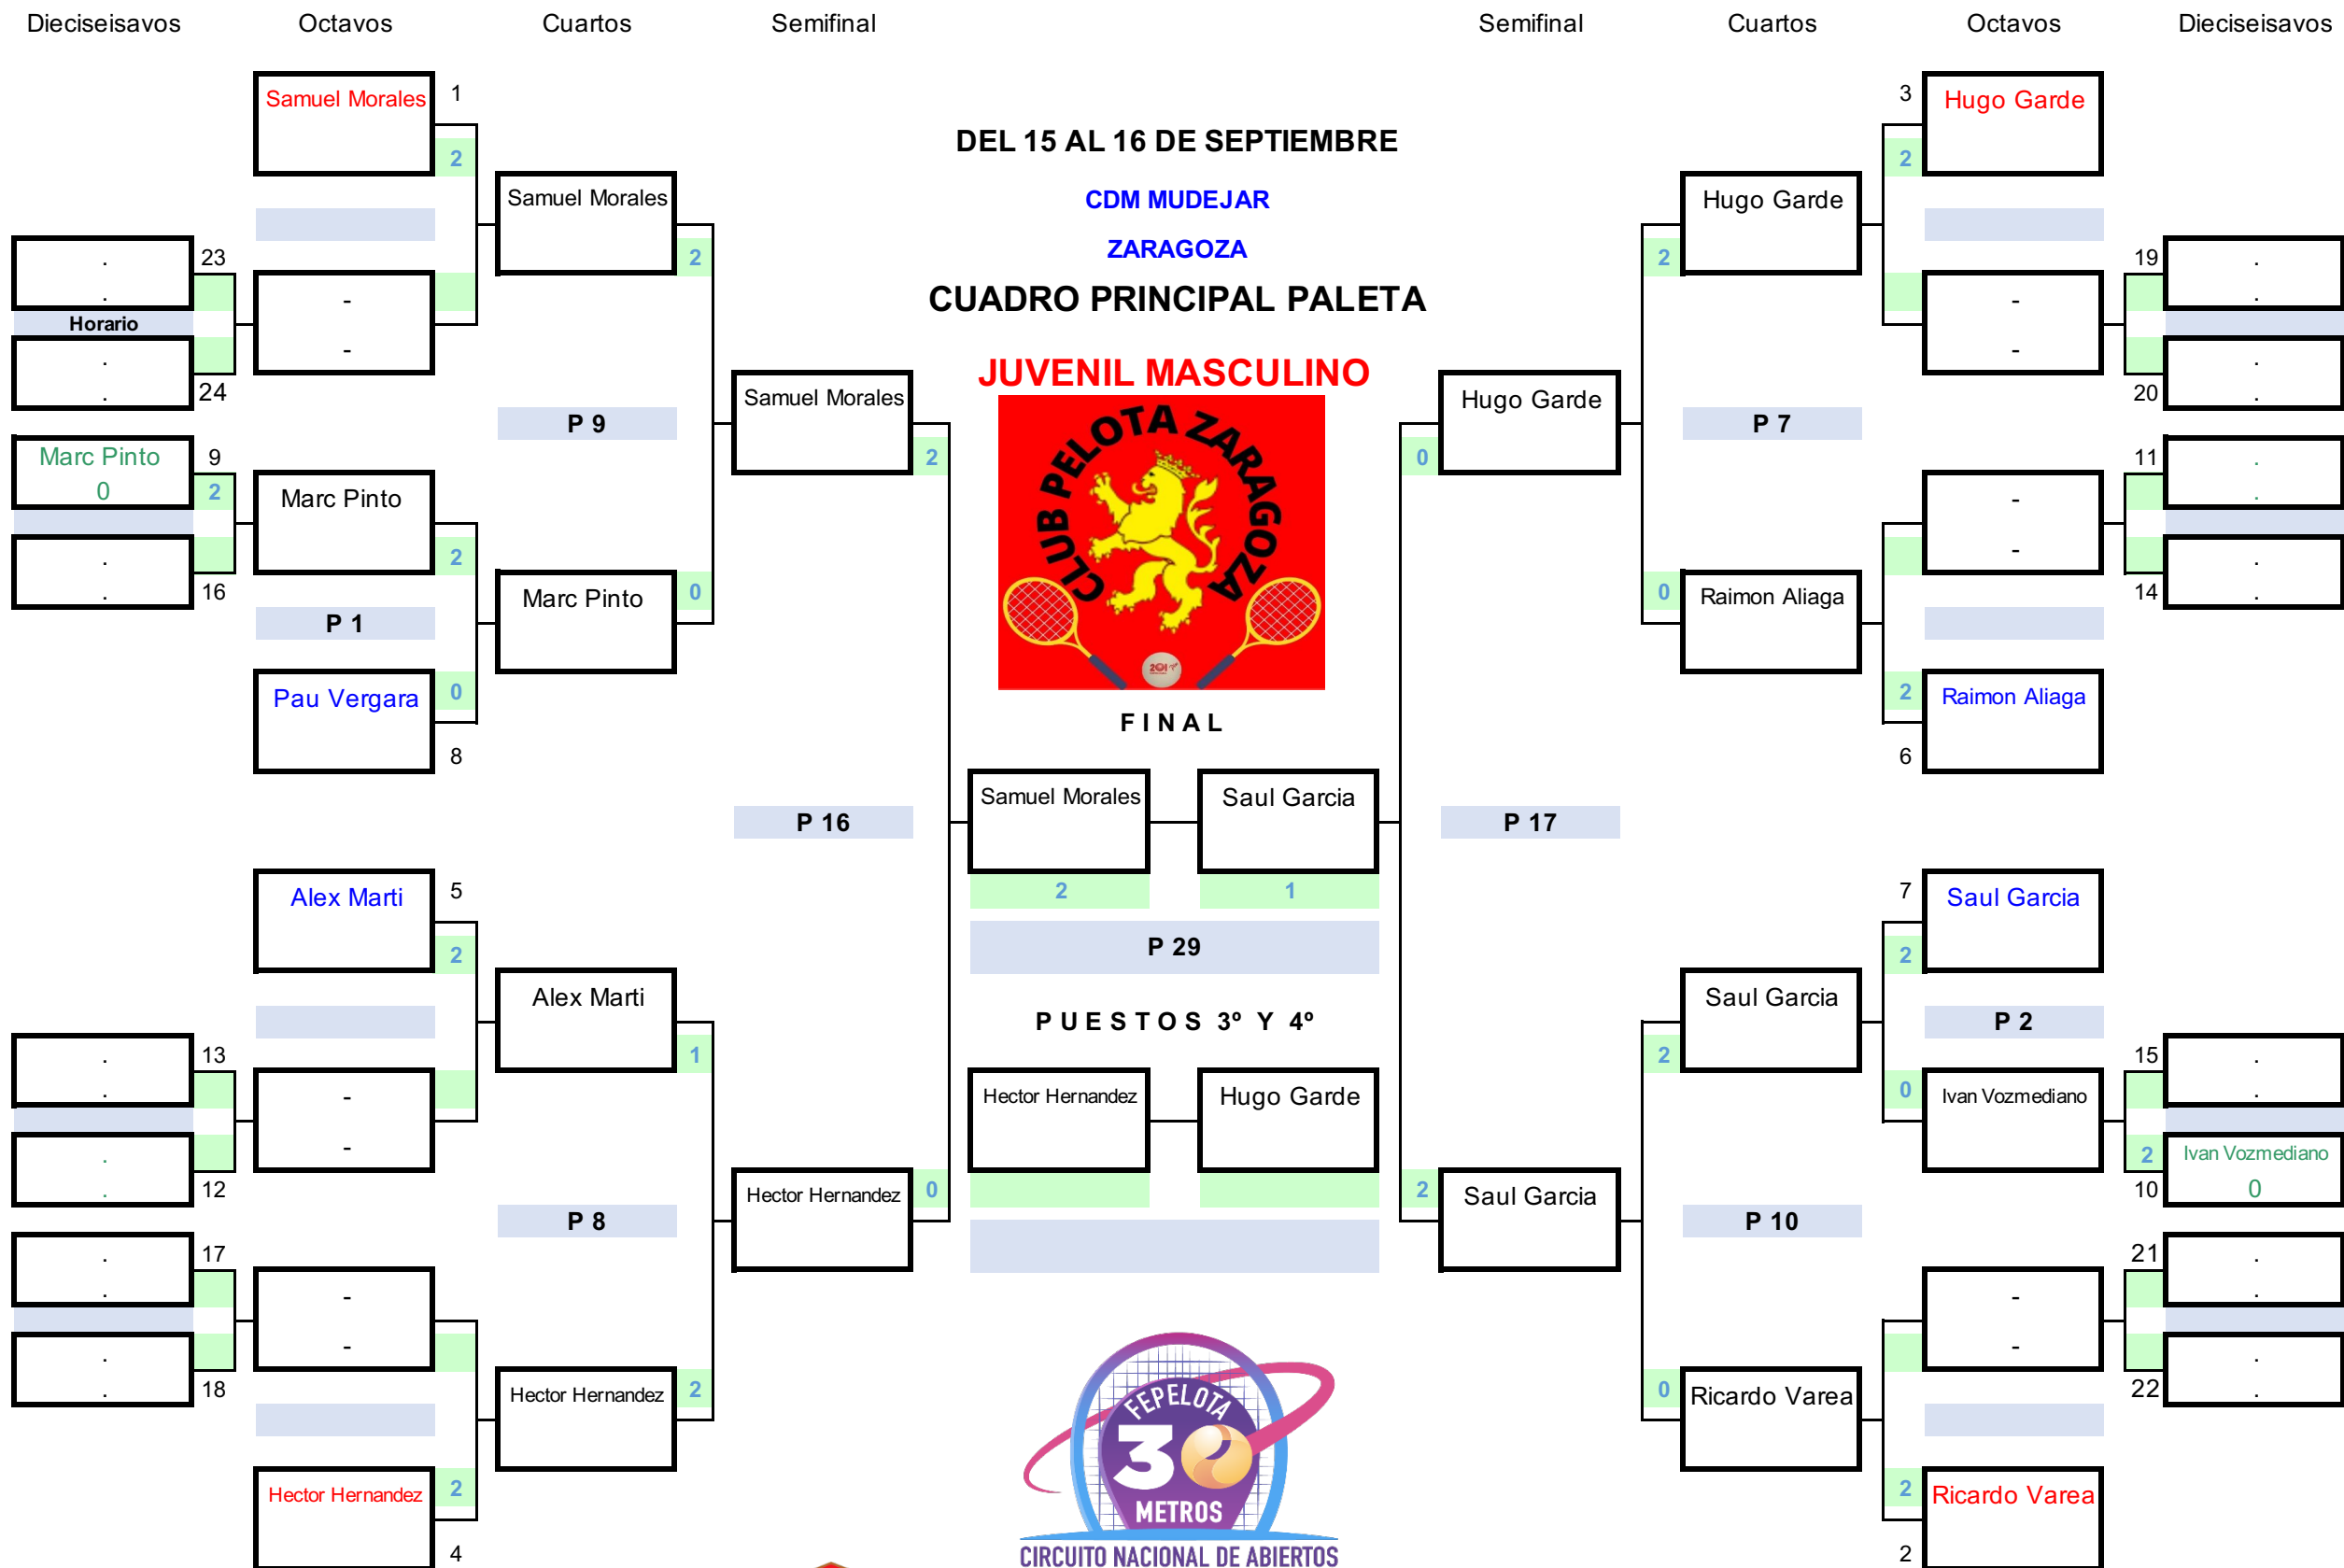 Dieciseisavos Octavos Cuartos Semifinal Semifinal Cuartos Octavos Dieciseisavos
Samuel Morales 1
2
Samuel Morales
2
. 23
.
Horario
.
. 24
-
-
P 9
Samuel Morales
2
Marc Pinto 9
0 2
.
. 16
Marc Pinto
2
P 1
Marc Pinto 0
Pau Vergara 0
8
P 16
Alex Marti 5
2
Alex Marti
1
. 13
.
.
. 12
-
-
P 8
Hector Hernandez 0
. 17
.
.
. 18
-
-
Hector Hernandez 2
Hector Hernandez 2
4
DEL 15 AL 16 DE SEPTIEMBRE
CDM MUDEJAR
ZARAGOZA
CUADRO PRINCIPAL PALETA
JUVENIL MASCULINO
CLUB PELOTA ZARAGOZA
FINAL
Samuel Morales Saul Garcia
2 1
P 29
PUESTOS 3º Y 4º
Hector Hernandez Hugo Garde
FEPELOTA
30
METROS
CIRCUITO NACIONAL DE ABIERTOS
3 Hugo Garde
2
Hugo Garde
2
19 .
.
.
20 .
-
-
P 7
Hugo Garde
0
11 .
.
.
14 .
-
-
0 Raimon Aliaga
2 Raimon Aliaga
6
P 17
7 Saul Garcia
2
Saul Garcia
2
P 2
0 Ivan Vozmediano
15 .
.
2 Ivan Vozmediano
10 0
P 10
2 Saul Garcia
21 .
.
.
22 .
-
-
0 Ricardo Varea
2 Ricardo Varea
2